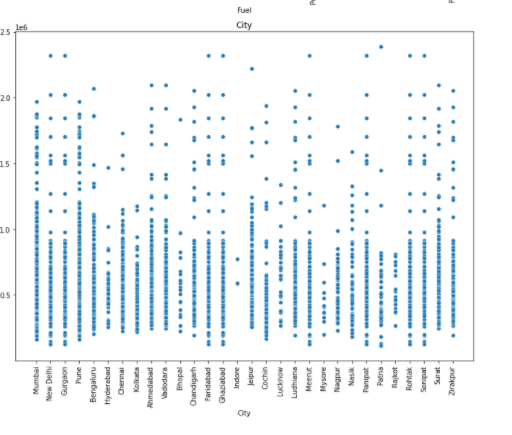 Fuel
City
1e6
2.5
2.0
1.5
1.0
0.5
Mumbai
New Delhi
Gurgaon
Pune
Bengaluru
Hyderabad
Chennai
Kolkata
Ahmedabad
Vadodara
Bhopal
Chandigarh
Faridabad
Ghaziabad
Indore
Jaipur
Cochin
Lucknow
Ludhiana
Meerut
Mysore
Nagpur
Nasik
Panipat
Patna
Rajkot
Rohtak
Sonipat
Surat
Zirakpur
City